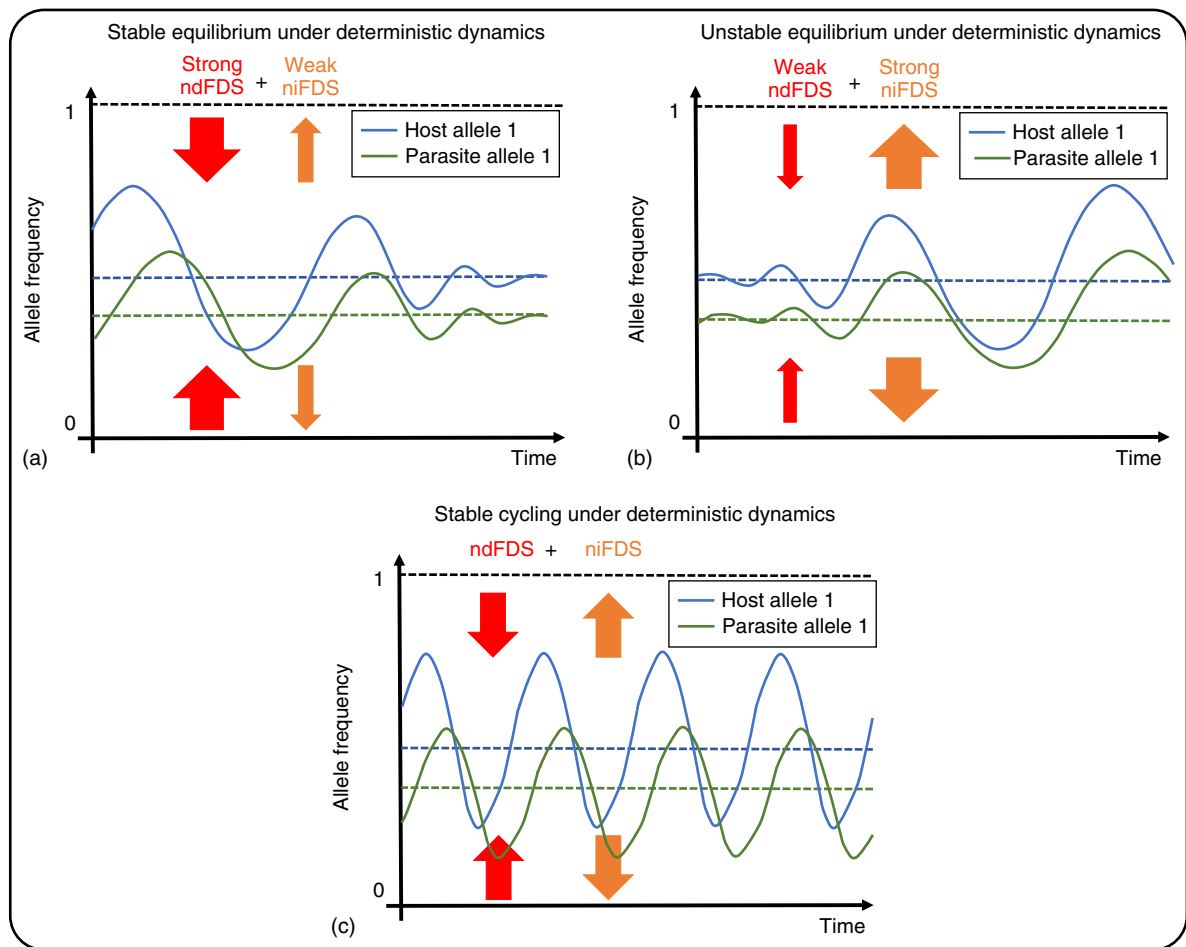 Stable equilibrium under deterministic dynamics
Strong ndFDS + Weak niFDS
1
Host allele 1
Parasite allele 1
Allele frequency
0
Time
(a)
Unstable equilibrium under deterministic dynamics
Weak ndFDS + Strong niFDS
1
Host allele 1
Parasite allele 1
Allele frequency
0
Time
(b)
Stable cycling under deterministic dynamics
ndFDS + niFDS
1
Host allele 1
Parasite allele 1
Allele frequency
0
Time
(c)